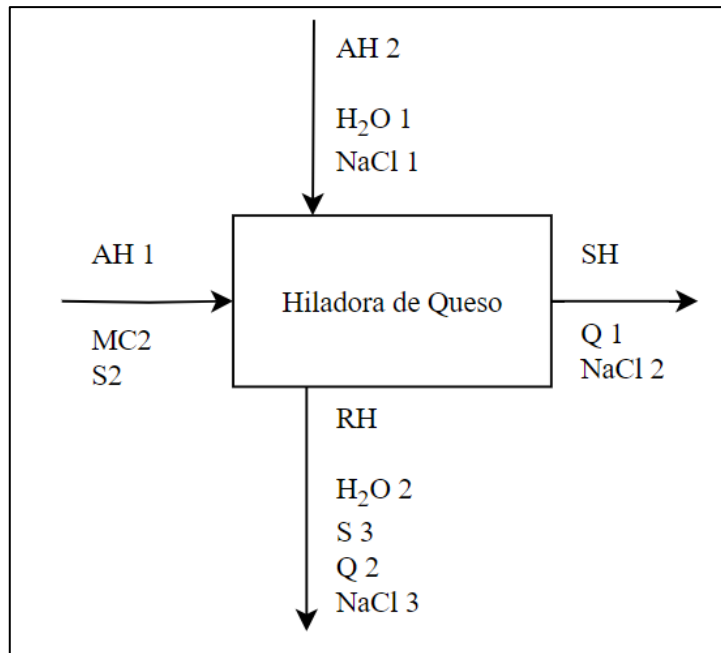 AH 2
H₂O 1
NaCl 1
AH 1
MC2
S2
Hiladora de Queso
SH
Q 1
NaCl 2
RH
H₂O 2
S 3
Q 2
NaCl 3